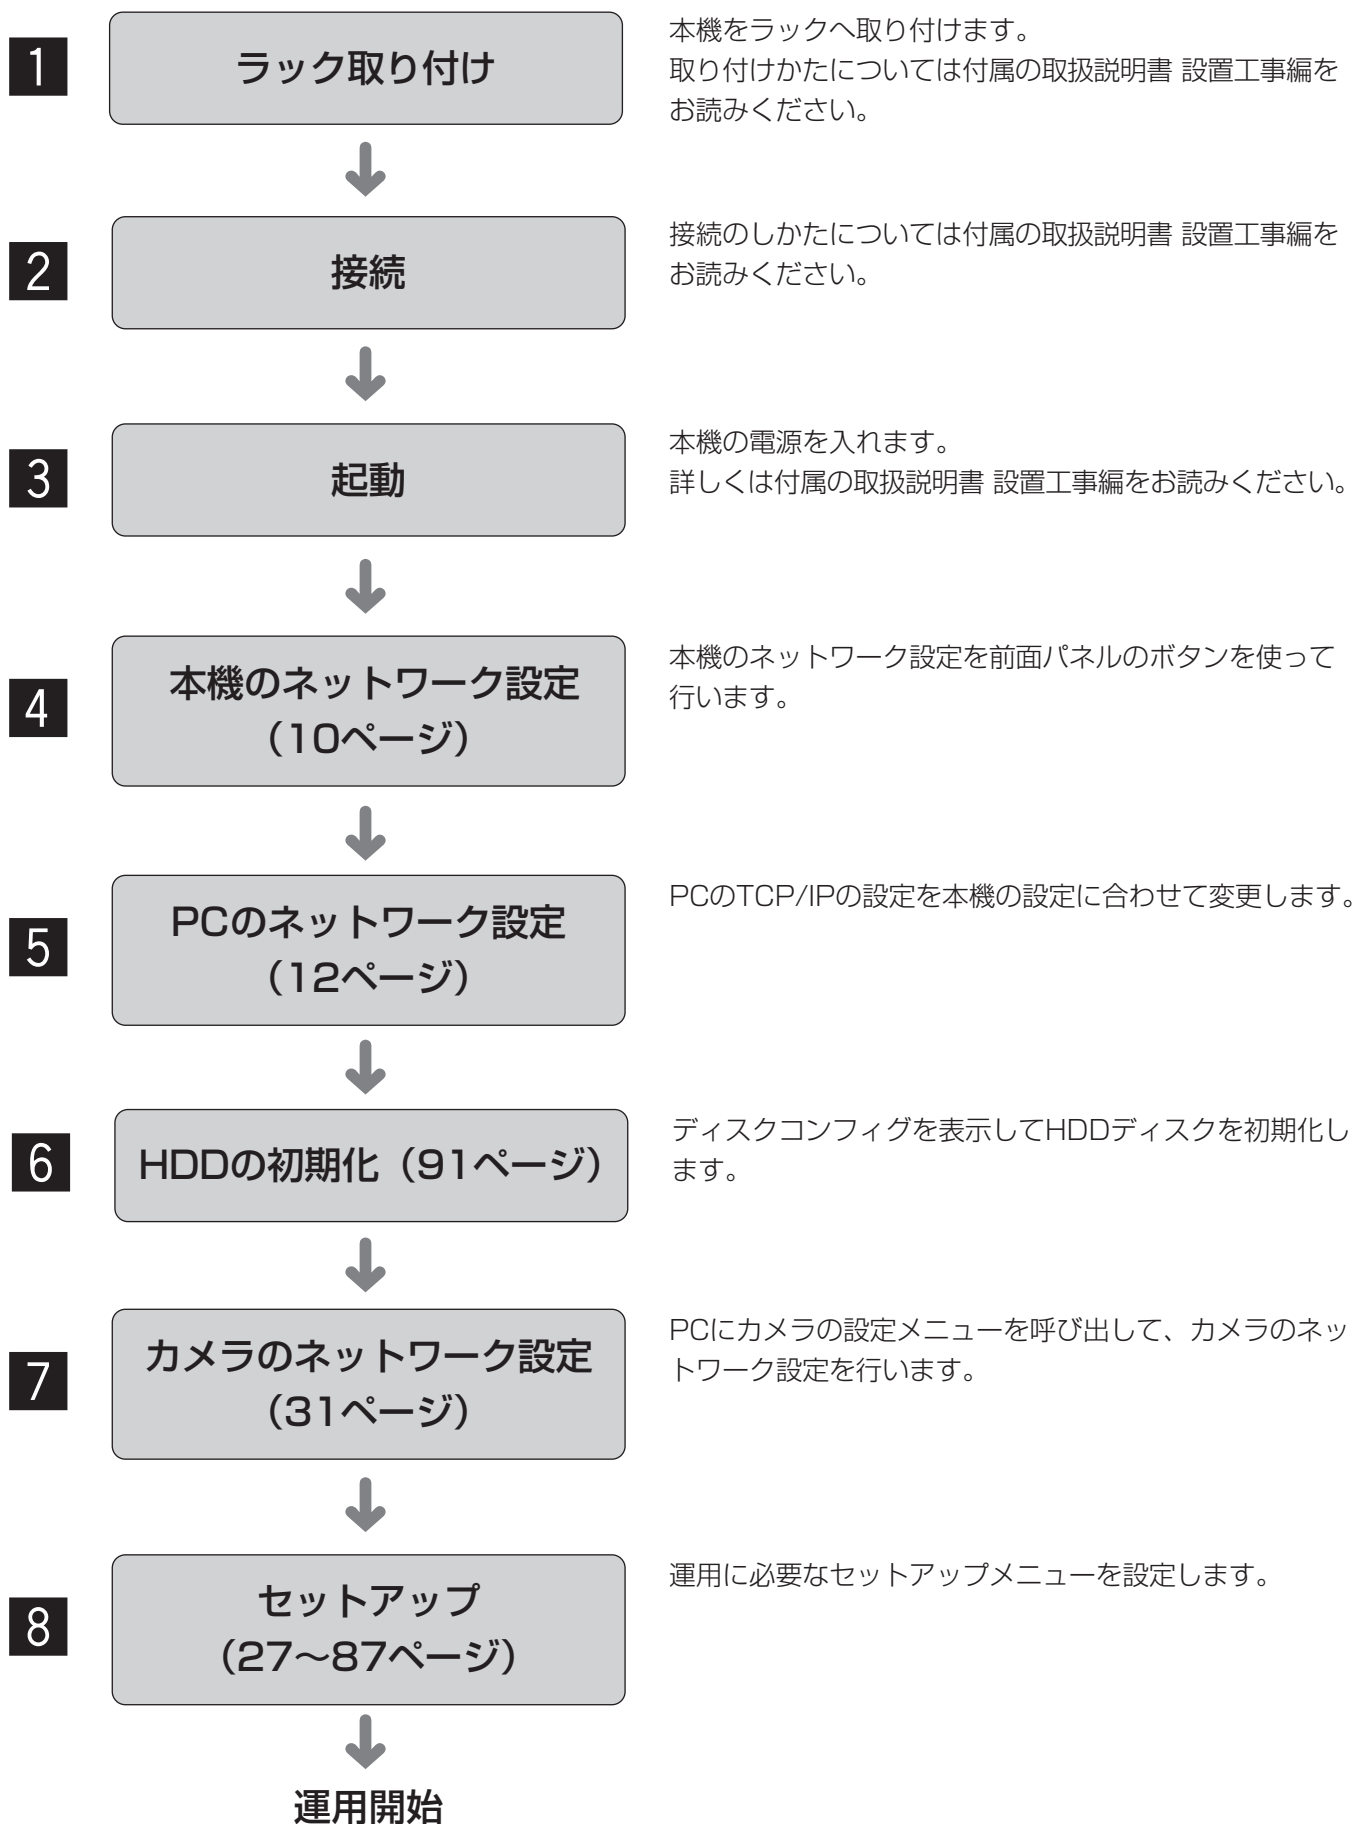 1
ラック取り付け
本機をラックへ取り付けます。
取り付けかたについては付属の取扱説明書 設置工事編を
お読みください。
2
接続
接続のしかたについては付属の取扱説明書 設置工事編を
お読みください。
3
起動
本機の電源を入れます。
詳しくは付属の取扱説明書 設置工事編をお読みください。
4
本機のネットワーク設定
（10ページ）
本機のネットワーク設定を前面パネルのボタンを使って
行います。
5
PCのネットワーク設定
（12ページ）
PCのTCP/IPの設定を本機の設定に合わせて変更します。
6
HDDの初期化（91ページ）
ディスクコンフィグを表示してHDDディスクを初期化し
ます。
7
カメラのネットワーク設定
（31ページ）
PCにカメラの設定メニューを呼び出して、カメラのネッ
トワーク設定を行います。
8
セットアップ
（27～87ページ）
運用に必要なセットアップメニューを設定します。
運用開始